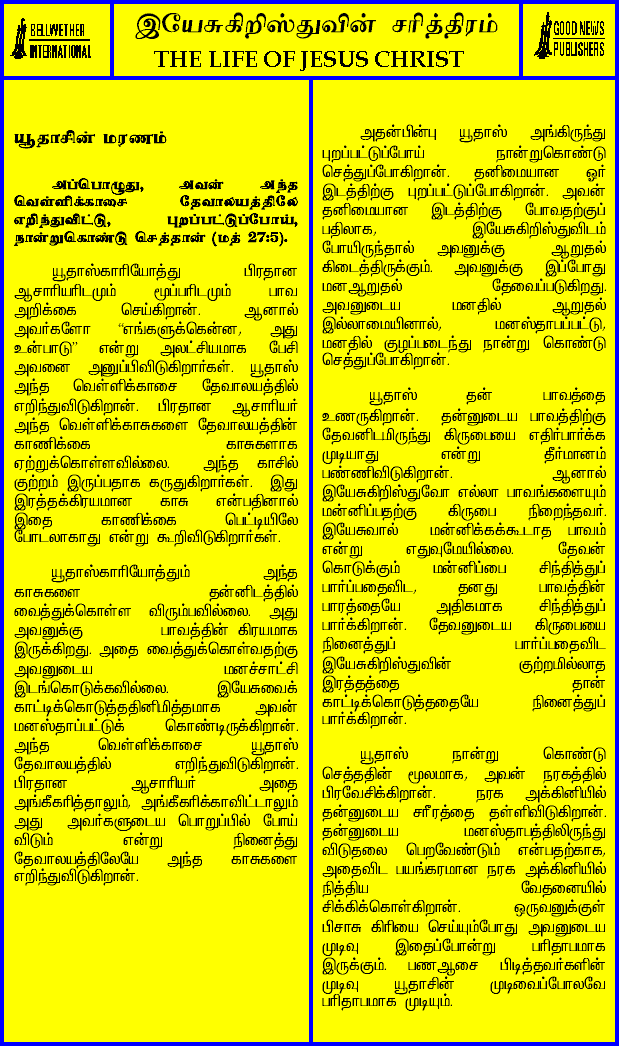 BELLWETHER
INTERNATIONAL
இயேசுகிறிஸ்துவின் சரித்திரம்
THE LIFE OF JESUS CHRIST
GOOD NEWS
PUBLISHERS
யூதாசின் மரணம்
அப்பொழுது, அவன் அந்த
வெள்ளிக்காசை தேவாலயத்திலே
எறிந்துவிட்டு, புறப்பட்டுப்போய்,
நான்றுகொண்டு செத்தான் (மத் 27:5).
யூதாஸ்காரியோத்து பிரதான
ஆசாரியரிடமும் மூப்பரிடமும் பாவ
அறிக்கை செய்கிறான். ஆனால்
அவர்களோ “எங்களுக்கென்ன, அது
உன்பாடு” என்று அலட்சியமாக பேசி
அவனை அனுப்பிவிடுகிறார்கள். யூதாஸ்
அந்த வெள்ளிக்காசை தேவாலயத்தில்
எறிந்துவிடுகிறான். பிரதான ஆசாரியர்
அந்த வெள்ளிக்காசுகளை தேவாலயத்தின்
காணிக்கை காசுகளாக
ஏற்றுக்கொள்ளவில்லை. அந்த காசில்
குற்றம் இருப்பதாக கருதுகிறார்கள். இது
இரத்தக்கிரயமான காசு என்பதினால்
இதை காணிக்கை பெட்டியிலே
போடலாகாது என்று கூறிவிடுகிறார்கள்.
யூதாஸ்காரியோத்தும் அந்த
காசுகளை தன்னிடத்தில்
வைத்துக்கொள்ள விரும்பவில்லை. அது
அவனுக்கு பாவத்தின் கிரயமாக
இருக்கிறது. அதை வைத்துக்கொள்வதற்கு
அவனுடைய மனச்சாட்சி
இடங்கொடுக்கவில்லை. இயேசுவைக்
காட்டிக்கொடுத்ததினிமித்தமாக அவன்
மனஸ்தாப்பட்டுக் கொண்டிருக்கிறான்.
அந்த வெள்ளிக்காசை யூதாஸ்
தேவாலயத்தில் எறிந்துவிடுகிறான்.
பிரதான ஆசாரியர் அதை
அங்கீகரித்தாலும், அங்கீகரிக்காவிட்டாலும்
அது அவர்களுடைய பொறுப்பில் போய்
விடும் என்று நினைத்து
தேவாலயத்திலேயே அந்த காசுகளை
எறிந்துவிடுகிறான்.
அதன்பின்பு யூதாஸ் அங்கிருந்து
புறப்பட்டுப்போய் நான்றுகொண்டு
செத்துப்போகிறான். தனிமையான ஓர்
இடத்திற்கு புறப்பட்டுப்போகிறான். அவன்
தனிமையான இடத்திற்கு போவதற்குப்
பதிலாக, இயேசுகிறிஸ்துவிடம்
போயிருந்தால் அவனுக்கு ஆறுதல்
கிடைத்திருக்கும். அவனுக்கு இப்போது
மனஆறுதல் தேவைப்படுகிறது.
அவனுடைய மனதில் ஆறுதல்
இல்லாமையினால், மனஸ்தாபப்பட்டு,
மனதில் குழப்படைந்து நான்று கொண்டு
செத்துப்போகிறான்.
யூதாஸ் தன் பாவத்தை
உணருகிறான். தன்னுடைய பாவத்திற்கு
தேவனிடமிருந்து கிருபையை எதிர்பார்க்க
முடியாது என்று தீர்மானம்
பண்ணிவிடுகிறான். ஆனால்
இயேசுகிறிஸ்துவோ எல்லா பாவங்களையும்
மன்னிப்பதற்கு கிருபை நிறைந்தவர்.
இயேசுவால் மன்னிக்கக்கூடாத பாவம்
என்று எதுவுமேயில்லை. தேவன்
கொடுக்கும் மன்னிப்பை சிந்தித்துப்
பார்ப்பதைவிட, தனது பாவத்தின்
பாரத்தையே அதிகமாக சிந்தித்துப்
பார்க்கிறான். தேவனுடைய கிருபையை
நினைத்துப் பார்ப்பதைவிட
இயேசுகிறிஸ்துவின் குற்றமில்லாத
இரத்தத்தை தான்
காட்டிக்கொடுத்ததையே நினைத்துப்
பார்க்கிறான்.
யூதாஸ் நான்று கொண்டு
செத்ததின் மூலமாக, அவன் நரகத்தில்
பிரவேசிக்கிறான். நரக அக்கினியில்
தன்னுடைய சரீரத்தை தள்ளிவிடுகிறான்.
தன்னுடைய மனஸ்தாபத்திலிருந்து
விடுதலை பெறவேண்டும் என்பதற்காக,
அதைவிட பயங்கரமான நரக அக்கினியில்
நித்திய வேதனையில்
சிக்கிக்கொள்கிறான். ஒருவனுக்குள்
பிசாசு கிரியை செய்யும்போது அவனுடைய
முடிவு இதைப்போன்று பரிதாபமாக
இருக்கும். பணஆசை பிடித்தவர்களின்
முடிவு யூதாசின் முடிவைப்போலவே
பரிதாபமாக முடியும்.